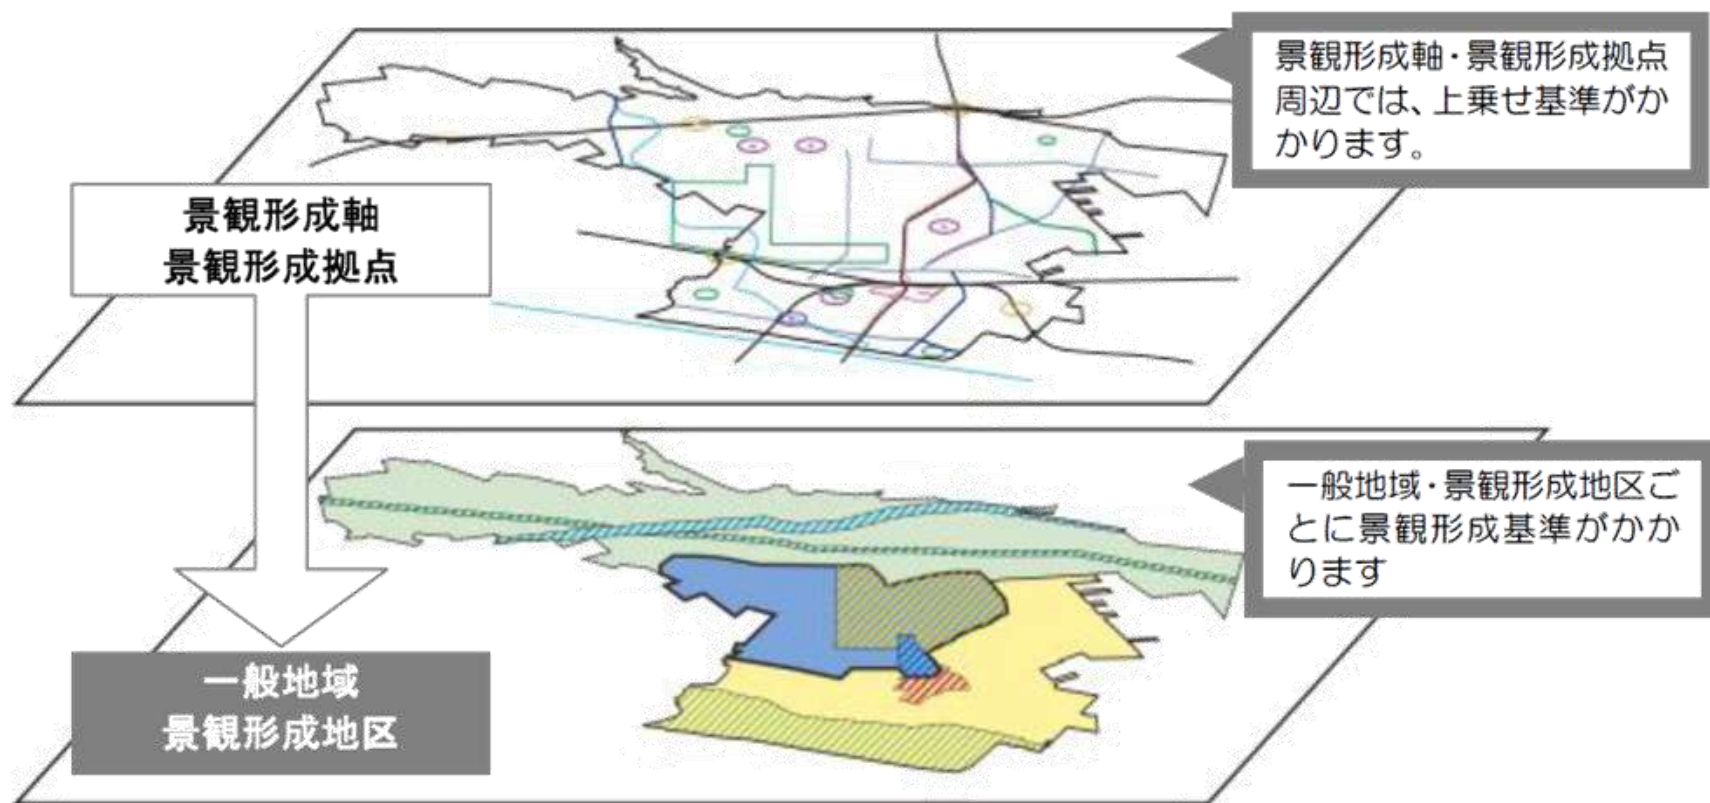 景観形成軸・景観形成拠点
周辺では、上乗せ基準がか
かります。
景観形成軸
景観形成拠点
一般地域・景観形成地区ご
とに景観形成基準がかか
ります
一般地域
景観形成地区